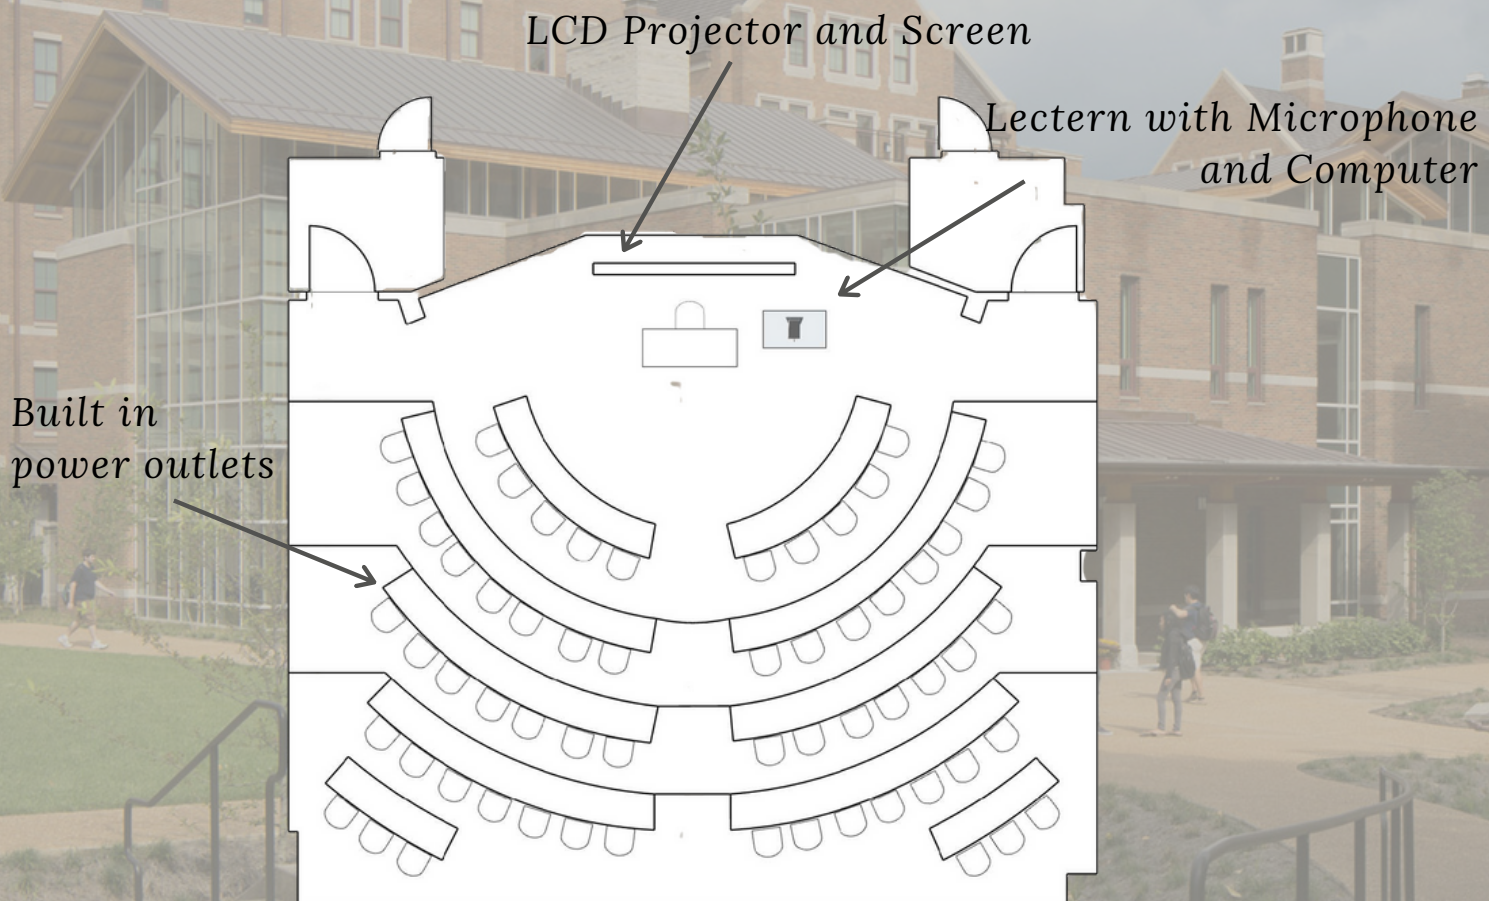 LCD Projector and Screen
Lectern with Microphone
and Computer
Built in
power outlets